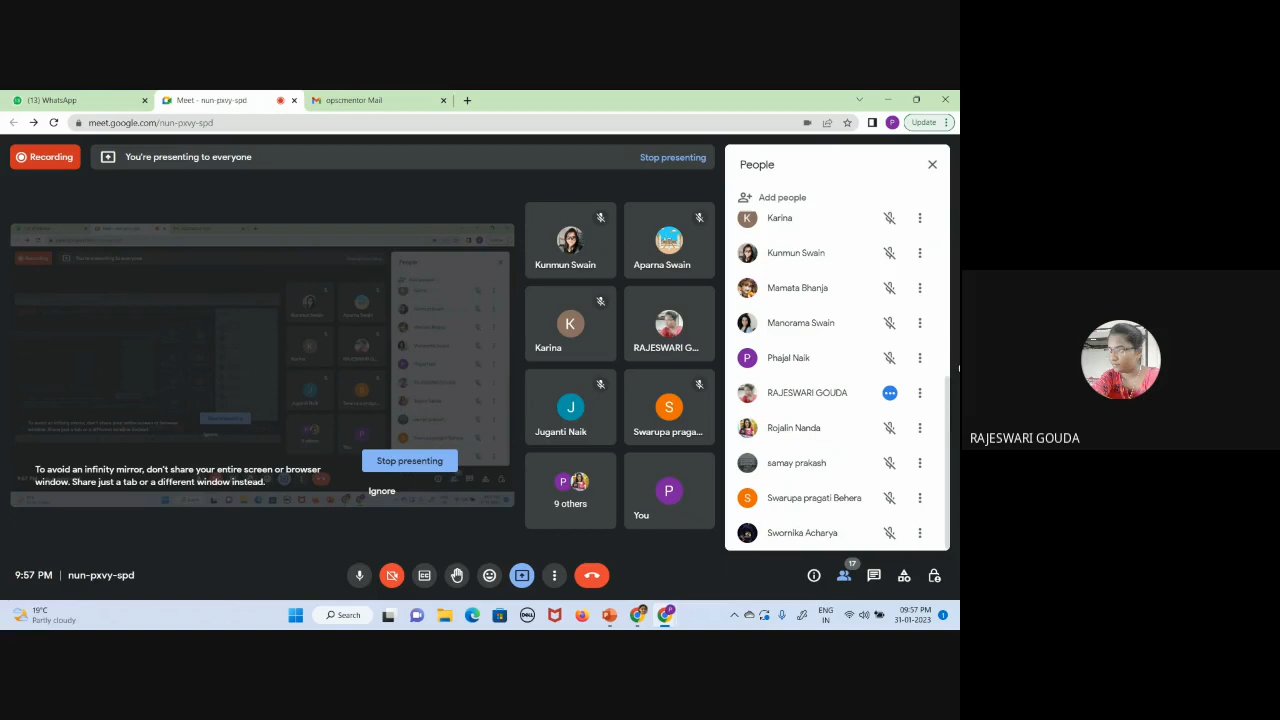 (13) WhatsApp
Meet - nun-pxvy-spd
opscmentor Mail
meet.google.com/nun-pxvy-spd
Update
Recording
You're presenting to everyone
Stop presenting
People
Add people
Karina
Kunmun Swain
Mamata Bhanja
Manorama Swain
Phajal Naik
RAJESWARI GOUDA
Rojalin Nanda
samay prakash
Swarupa pragati Behera
Swornika Acharya
Kunmun Swain
Aparna Swain
Karina
RAJESWARI G...
Juganti Naik
Swarupa praga...
9 others
You
To avoid an infinity mirror, don't share your entire screen or browser
window. Share just a tab or a different window instead.
Stop presenting
Ignore
RAJESWARI GOUDA
9:57 PM | nun-pxvy-spd
17
19°C
Partly cloudy
Search
ENG
IN
09:57 PM
31-01-2023
1